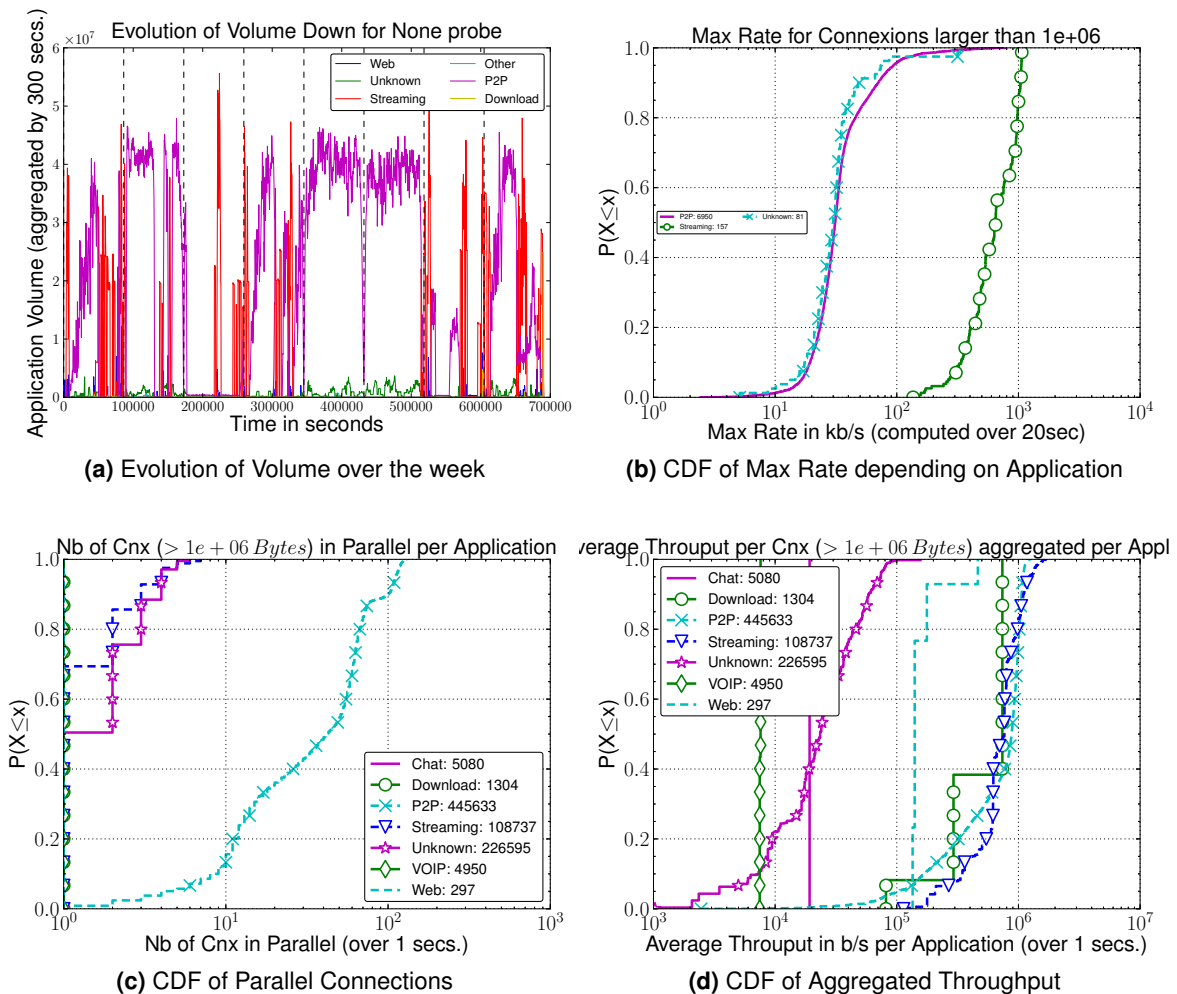 Evolution of Volume Down for None probe
1e7
Application Volume (aggregated by 300 secs.)
6
5
4
3
2
1
0
Web
Unknown
Streaming
Other
P2P
Download
0 100000 200000 300000 400000 500000 600000 700000
Time in seconds
(a) Evolution of Volume over the week
Max Rate for Connexions larger than 1e+06
P(X≤x)
1.0
0.8
0.6
0.4
0.2
0.0
P2P: 6950
Streaming: 157
Unknown: 81
10^0 10^1 10^2 10^3 10^4
Max Rate in kb/s (computed over 20sec)
(b) CDF of Max Rate depending on Application
Nb of Cnx (> 1e + 06 Bytes) in Parallel per Application
P(X≤x)
1.0
0.8
0.6
0.4
0.2
0.0
Chat: 5080
Download: 1304
P2P: 445633
Streaming: 108737
Unknown: 226595
VOIP: 4950
Web: 297
10^0 10^1 10^2 10^3
Nb of Cnx in Parallel (over 1 secs.)
(c) CDF of Parallel Connections
verage Throuput per Cnx (> 1e + 06 Bytes) aggregated per Appl
P(X≤x)
1.0
0.8
0.6
0.4
0.2
0.0
Chat: 5080
Download: 1304
P2P: 445633
Streaming: 108737
Unknown: 226595
VOIP: 4950
Web: 297
10^3 10^4 10^5 10^6 10^7
Average Throuput in b/s per Application (over 1 secs.)
(d) CDF of Aggregated Throughput